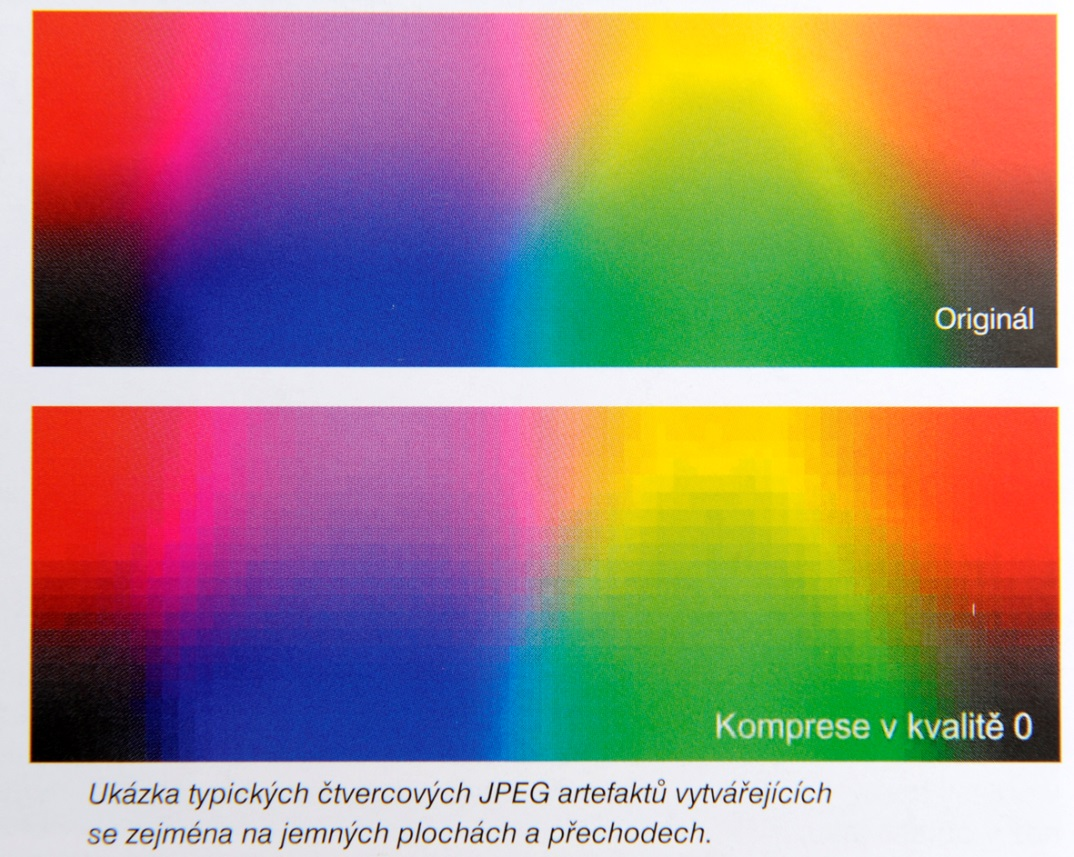 Originál
Komprese v kvalitě 0
Ukázka typických čtvercových JPEG artefaktů vytvářejících
se zejména na jemných plochách a přechodech.